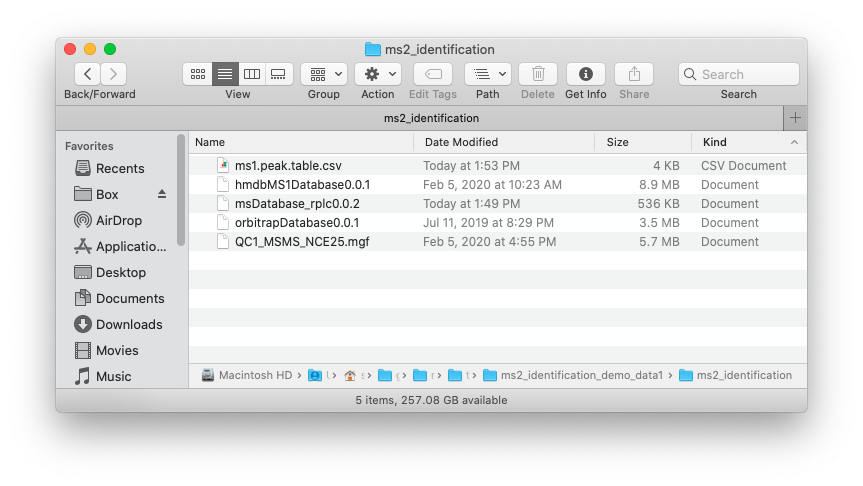 ms2_identification
Back/Forward View Group Action Edit Tags Path Delete Get Info Share Search
Search
ms2_identification
Favorites
Recents
Box
AirDrop
Applicatio...
Desktop
Documents
Downloads
Movies
Music
Name Date Modified Size Kind
ms1.peak.table.csv Today at 1:53 PM 4 KB CSV Document
hmdbMS1Database0.0.1 Feb 5, 2020 at 10:23 AM 8.9 MB Document
msDatabase_rplc0.0.2 Today at 1:49 PM 536 KB Document
orbitrapDatabase0.0.1 Jul 11, 2019 at 8:29 PM 3.5 MB Document
QC1_MSMS_NCE25.mgf Feb 5, 2020 at 4:55 PM 5.7 MB Document
Macintosh HD › › › › › › ms2_identification_demo_data1 › ms2_identification
5 items, 257.08 GB available